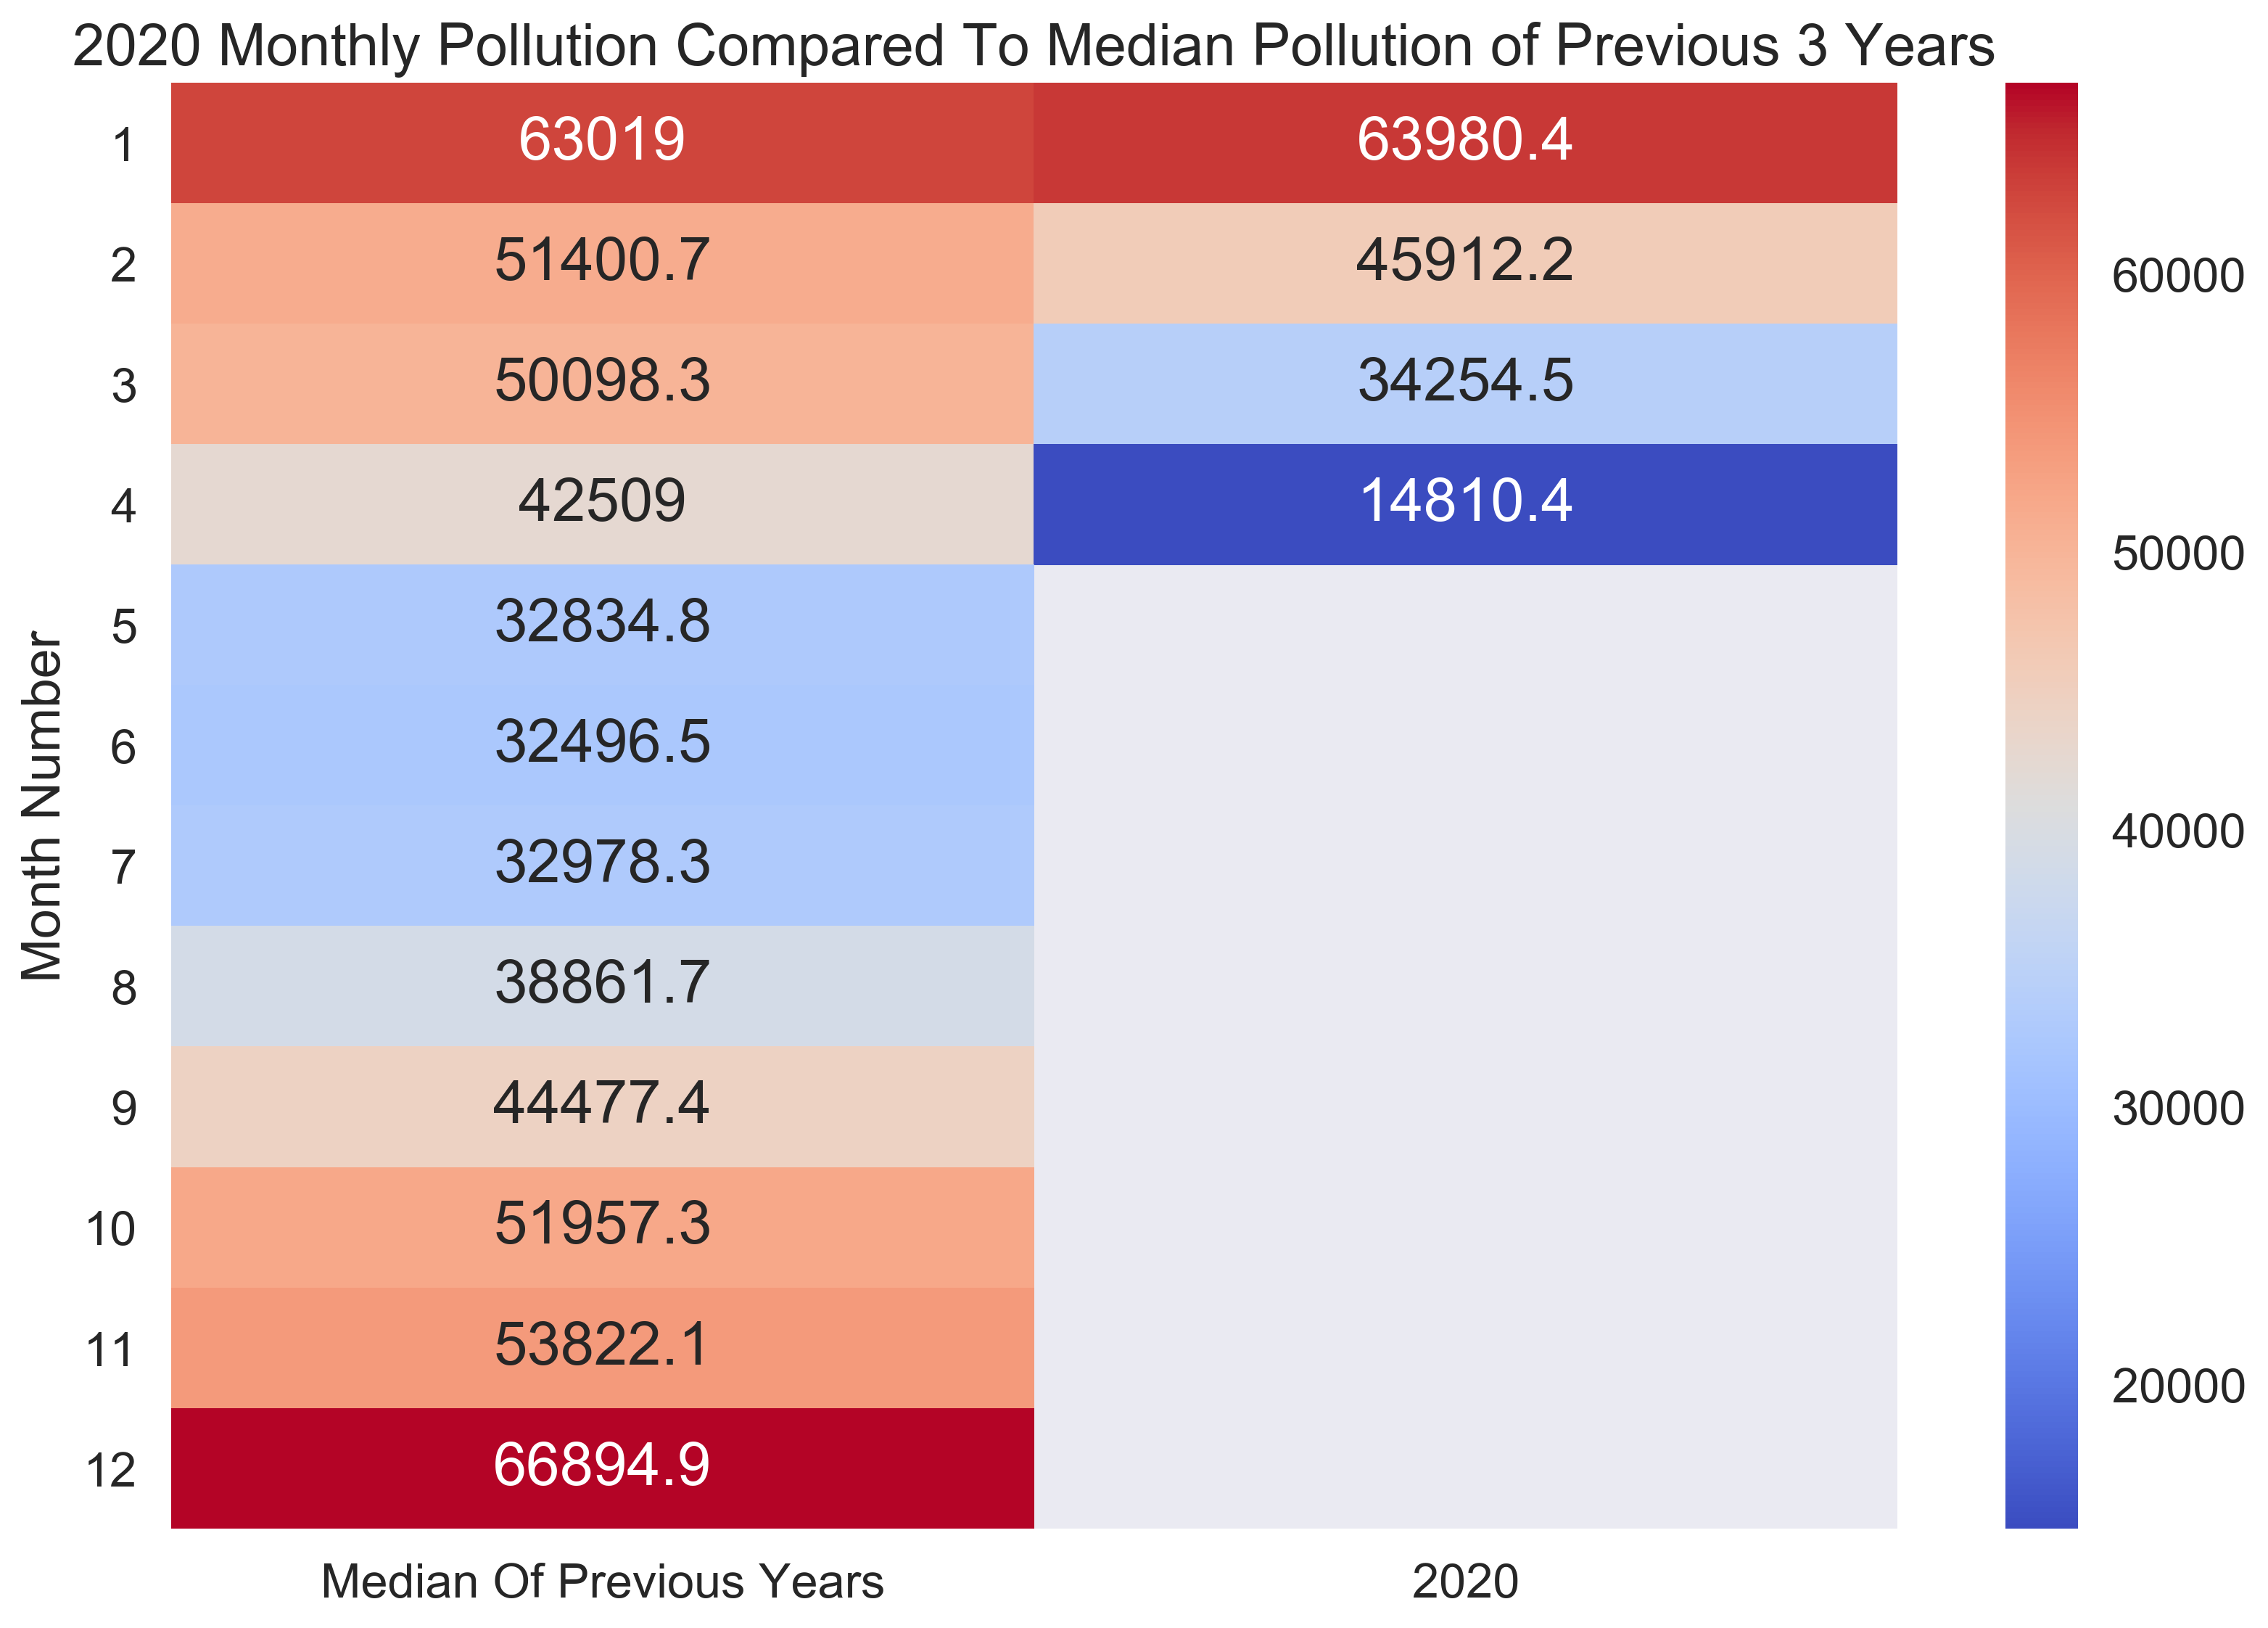 2020 Monthly Pollution Compared To Median Pollution of Previous 3 Years
1 63019 63980.4
2 51400.7 45912.2
3 50098.3 34254.5
4 42509 14810.4
5 32834.8
6 32496.5
7 32978.3
8 38861.7
9 44477.4
10 51957.3
11 53822.1
12 66894.9
Month Number
Median Of Previous Years 2020
60000
50000
40000
30000
20000